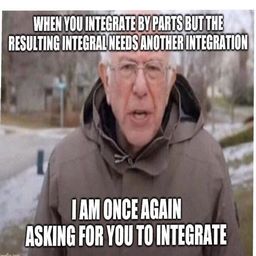 WHEN YOU INTEGRATE BY PARTS BUT THE
RESULTING INTEGRAL NEEDS ANOTHER INTEGRATION
I AM ONCE AGAIN
ASKING FOR YOU TO INTEGRATE